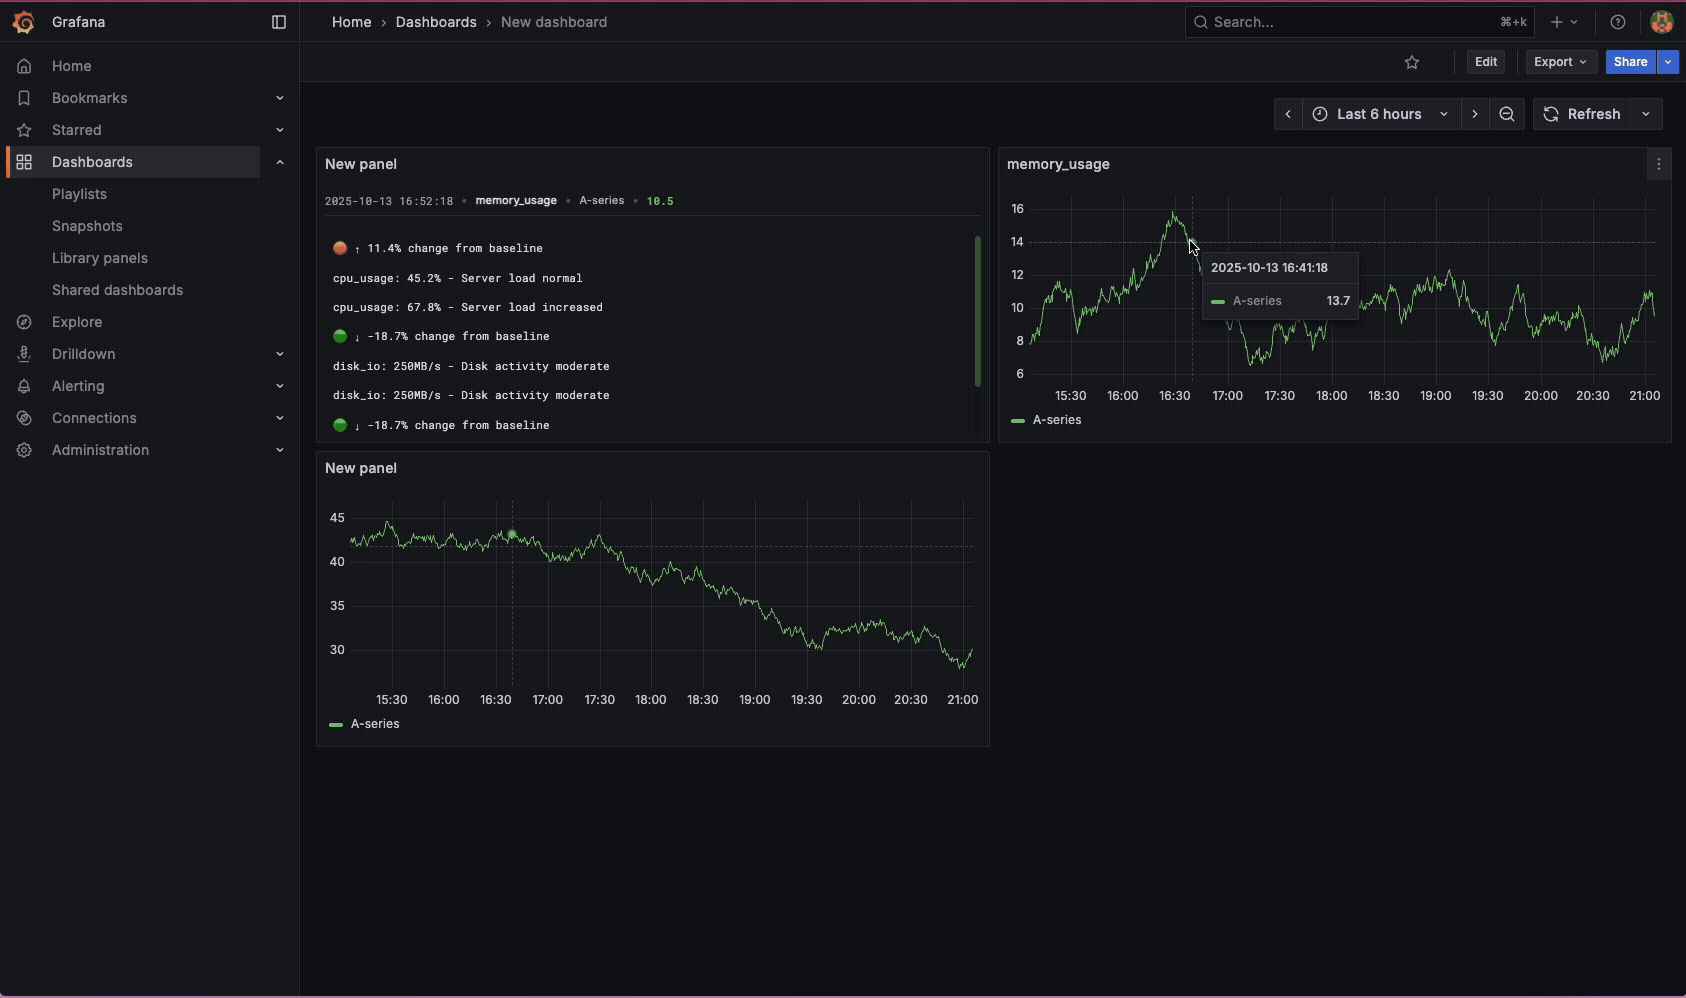 Grafana
Home › Dashboards › New dashboard
Search...
⌘+k
Home
Bookmarks
Starred
Dashboards
Playlists
Snapshots
Library panels
Shared dashboards
Explore
Drilldown
Alerting
Connections
Administration
Edit
Export
Share
Last 6 hours
Refresh
New panel
2025-10-13 16:52:18 • memory_usage • A-series • 10.5
↑ 11.4% change from baseline
cpu_usage: 45.2% - Server load normal
cpu_usage: 67.8% - Server load increased
↓ -18.7% change from baseline
disk_io: 250MB/s - Disk activity moderate
disk_io: 250MB/s - Disk activity moderate
↓ -18.7% change from baseline
memory_usage
16
14
12
10
8
6
2025-10-13 16:41:18
A-series 13.7
15:30 16:00 16:30 17:00 17:30 18:00 18:30 19:00 19:30 20:00 20:30 21:00
A-series
New panel
45
40
35
30
15:30 16:00 16:30 17:00 17:30 18:00 18:30 19:00 19:30 20:00 20:30 21:00
A-series